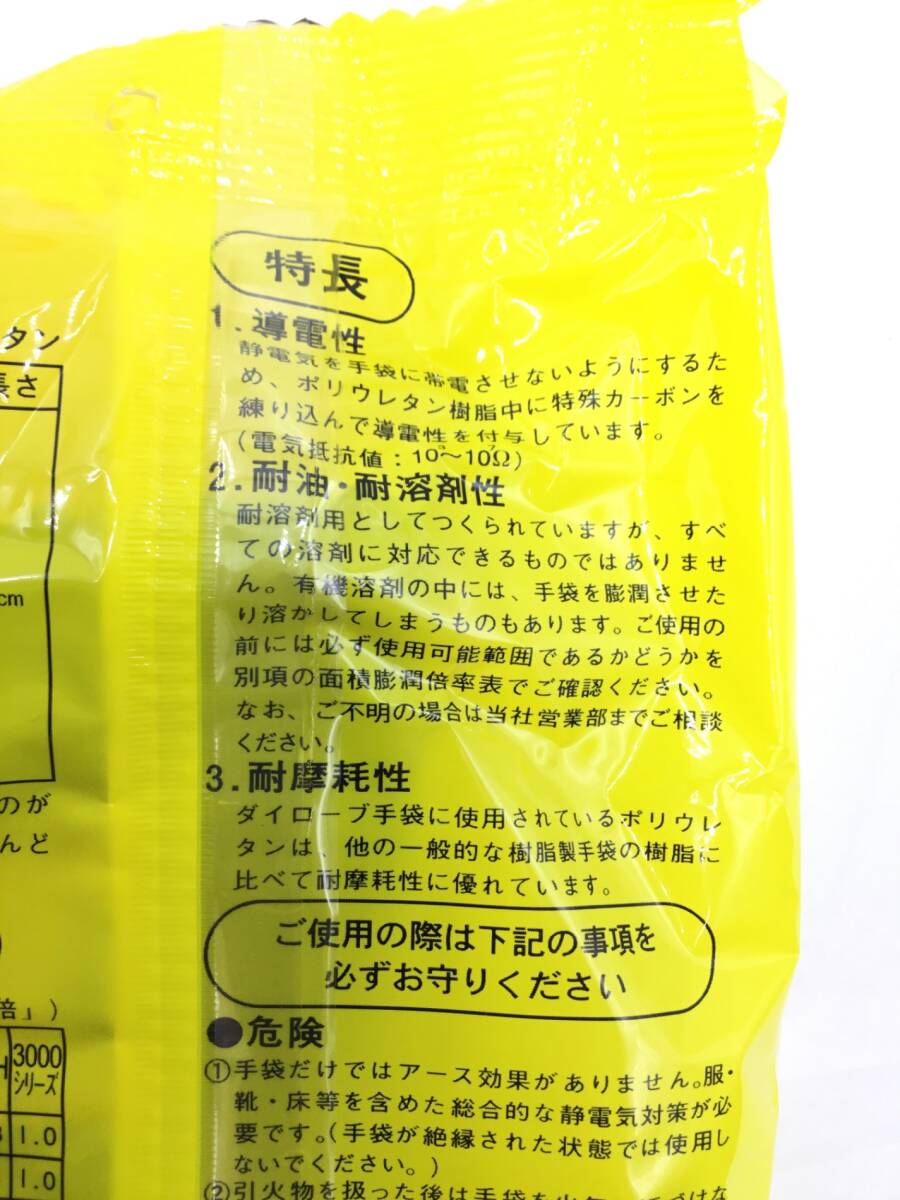 特長
1.導電性
静電気を手袋に帯電させないようにするた
め、ポリウレタン樹脂中に特殊カーボンを
練り込んで導電性を付与しています。
2.耐油・耐溶剤性
耐溶剤用としてつくられていますが、すべ
ての溶剤に対応できるものではありませ
ん。有機溶剤の中には、手袋を膨潤させた
り溶かしてしまうものもあります。ご使用の
前には必ず使用可能範囲であるかどうかを
別項の面積膨潤倍率表でご確認ください。
なお、ご不明の場合は当社営業部までご相談
ください。
3.耐摩耗性
ダイローブ手袋に使用されているポリウレ
タンは、他の一般的な樹脂製手袋の樹脂に
比べて耐摩耗性に優れています。
ご使用の際は下記の事項を
必ずお守りください
●危険
①手袋だけではアース効果がありません。服・
靴・床等を含めた総合的な静電気対策が必
要です。(手袋が絶縁された状態では使用し
ないでください。)
②引火物を扱った後は手袋を
タン
長さ
cm
のが
んど
倍」)
3000
シリーズ
1.0
1.0